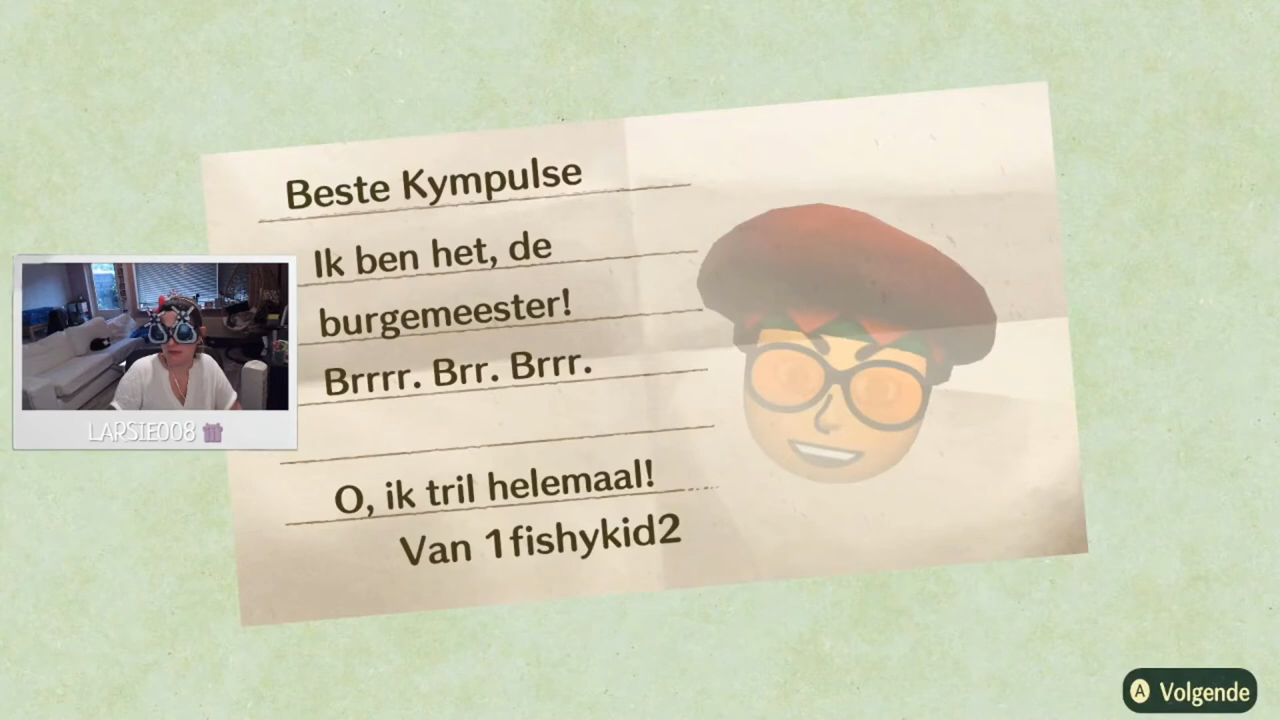 Beste Kympulse
Ik ben het, de
burgemeester!
Brrrr. Brr. Brrr.
O, ik tril helemaal!
Van 1fishykid2
LARSIE008
A Volgende